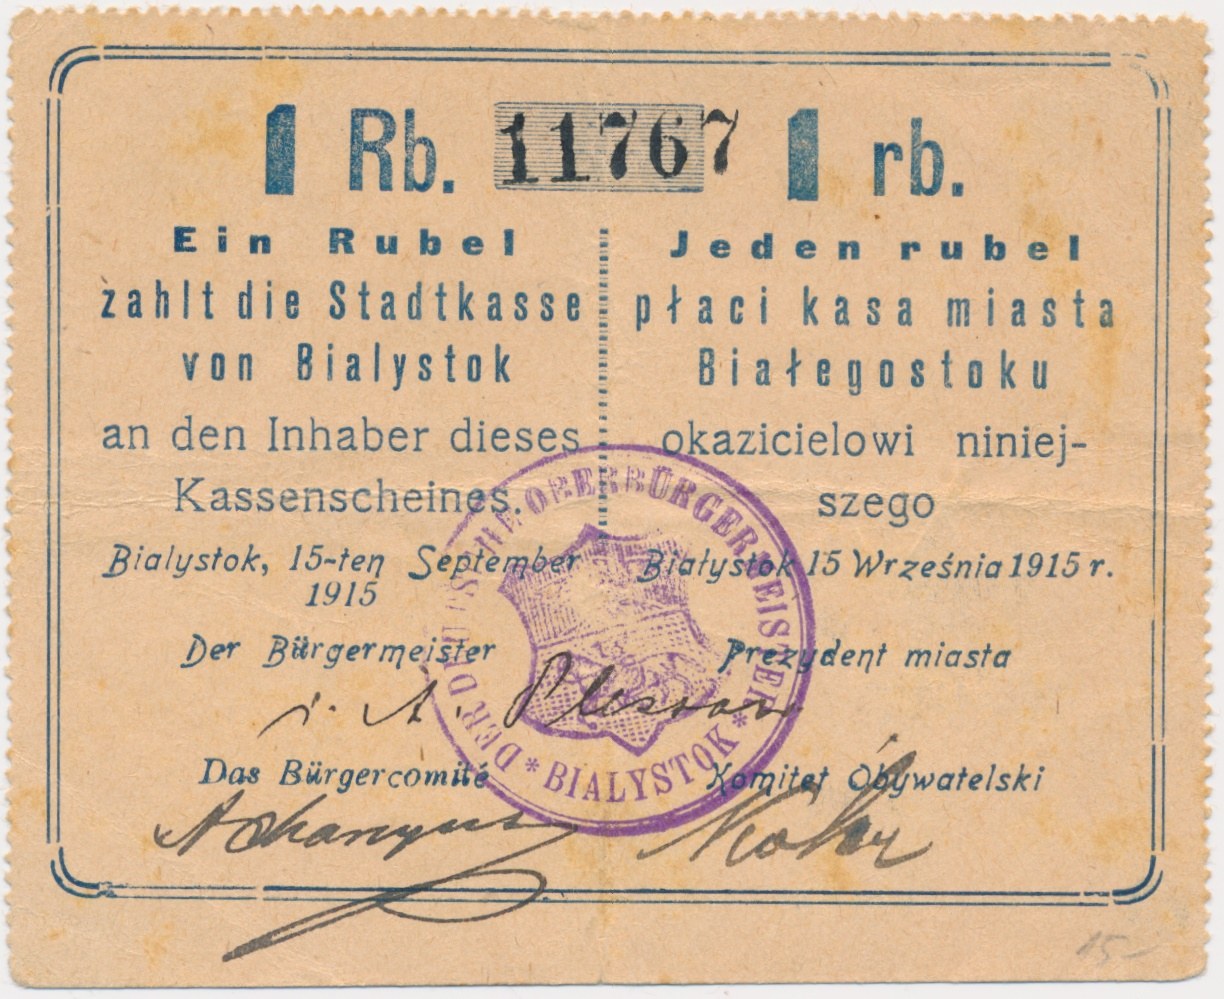 1 Rb. 11767 1 rb.
Ein Rubel
zahlt die Stadtkasse
von Bialystok
an den Inhaber dieses
Kassenscheines.
Bialystok, 15-ten September
1915
Der Bürgermeister
i. A. Plessow
Das Bürgercomité
Jeden rubel
płaci kasa miasta
Białegostoku
okazicielowi niniej-
szego
Białystok 15 Września 1915 r.
Prezydent miasta
Komitet Obywatelski
DER DEUTSCHE OBERBÜRGERMEISTER
* BIALYSTOK *
15-